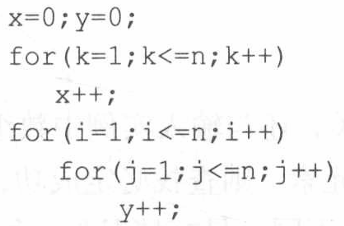 x=0;y=0;
for(k=1;k<=n;k++)
x++;
for(i=1;i<=n;i++)
for(j=1;j<=n;j++)
y++;